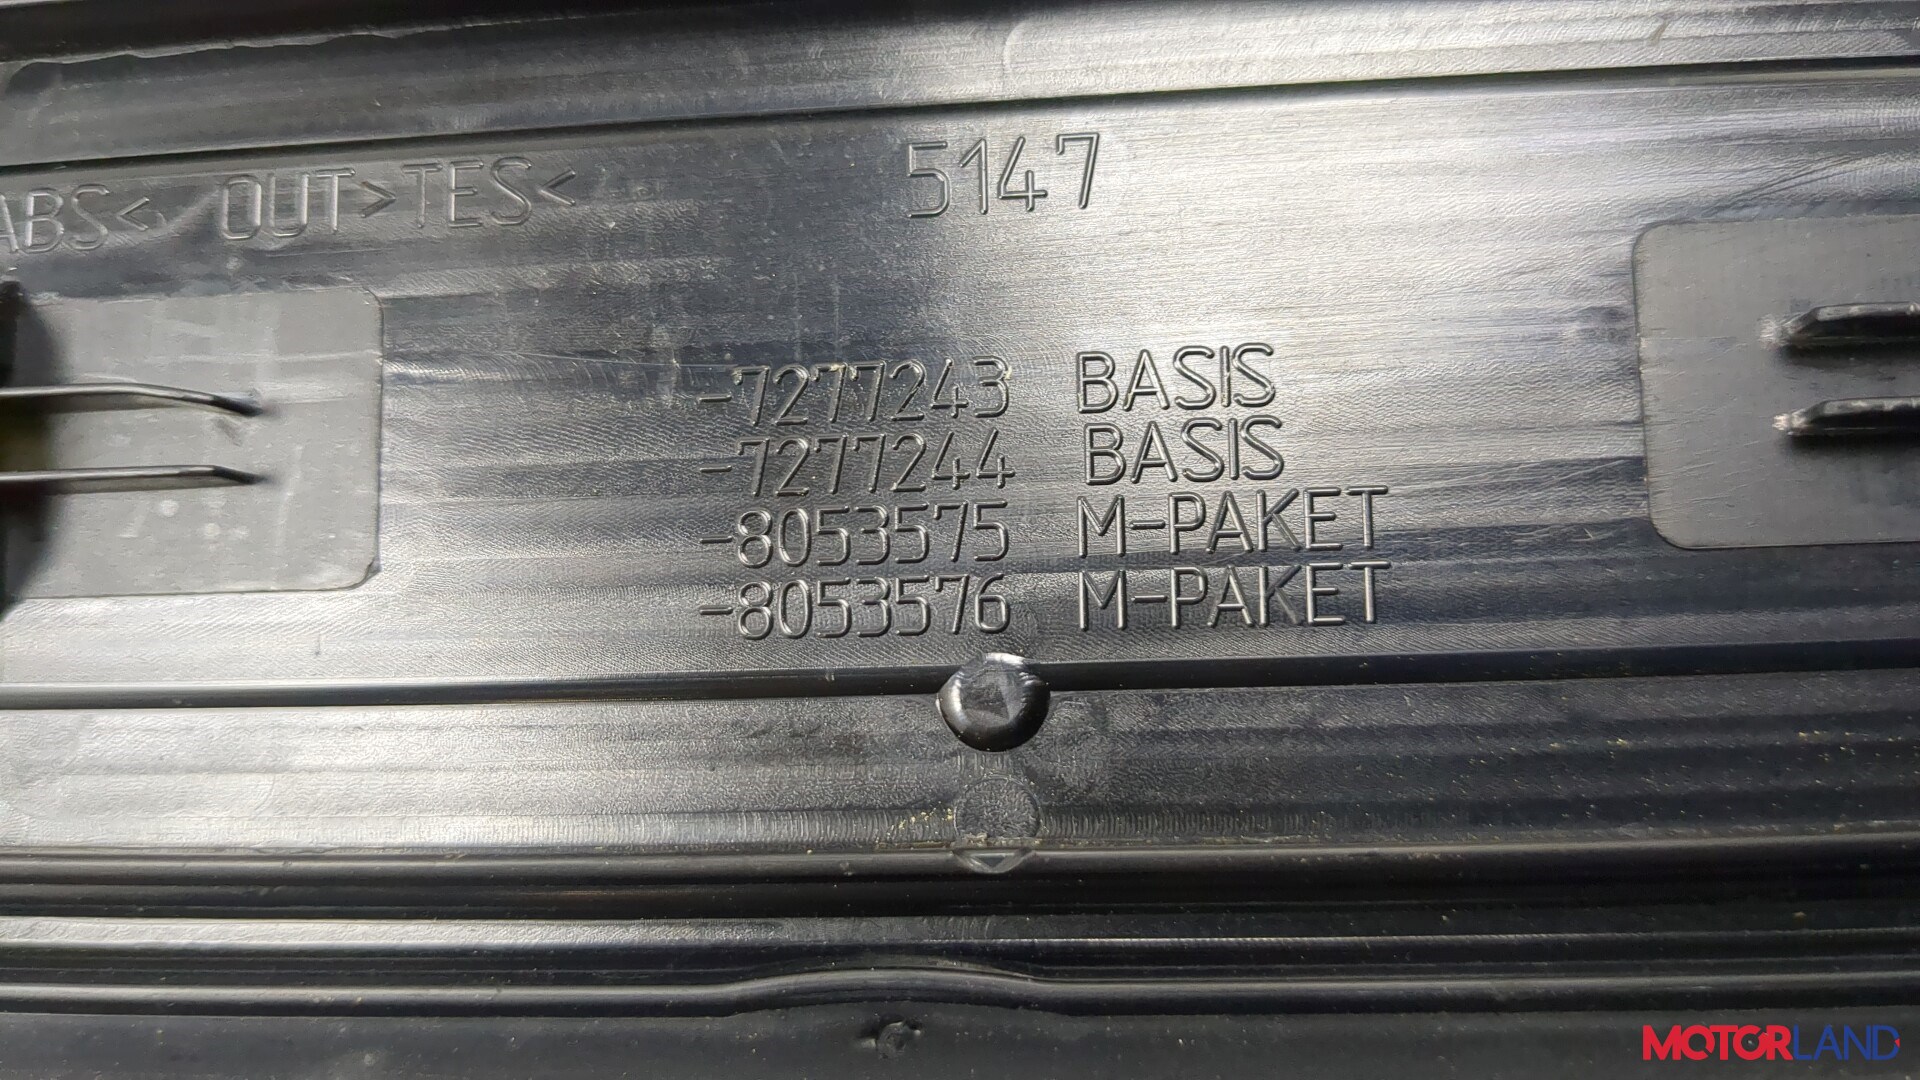 ABS< OUT>TES<
5147
-7277243 BASIS
-7277244 BASIS
-8053575 M-PAKET
-8053576 M-PAKET
MOTORLAND